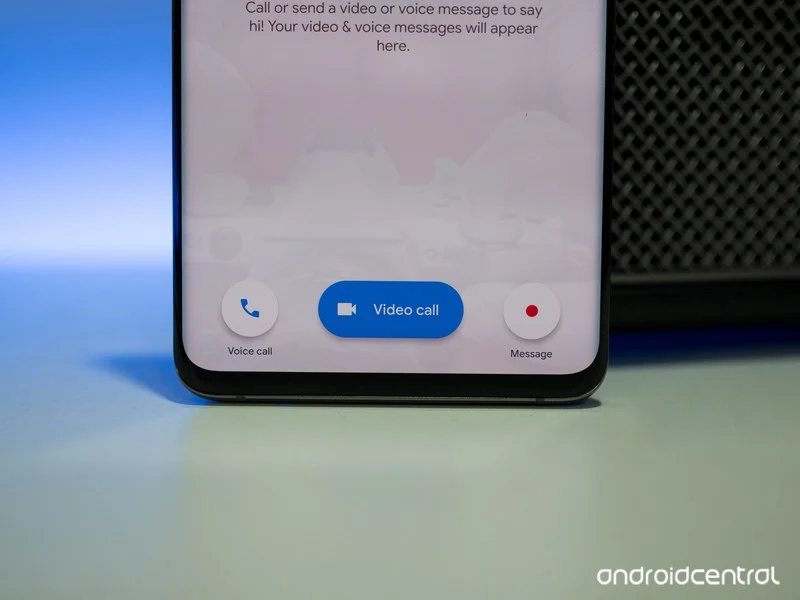 Call or send a video or voice message to say
hi! Your video & voice messages will appear
here.
Video call
Voice call
Message
androidcentral